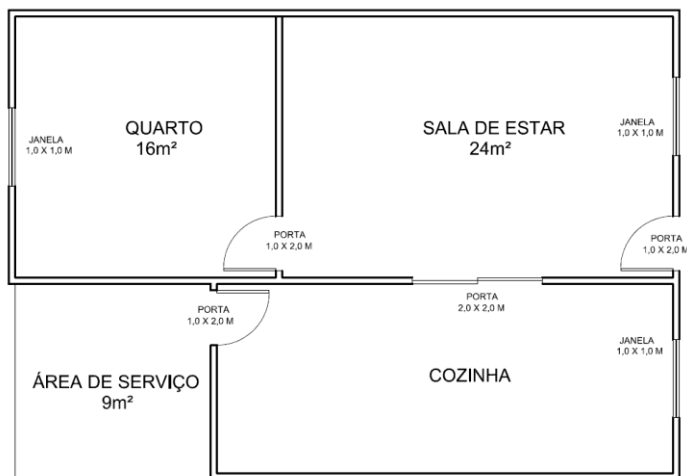 QUARTO
16m²
JANELA
1,0 X 1,0 M
PORTA
1,0 X 2,0 M
SALA DE ESTAR
24m²
JANELA
1,0 X 1,0 M
PORTA
1,0 X 2,0 M
PORTA
1,0 X 2,0 M
ÁREA DE SERVIÇO
9m²
PORTA
2,0 X 2,0 M
COZINHA
JANELA
1,0 X 1,0 M